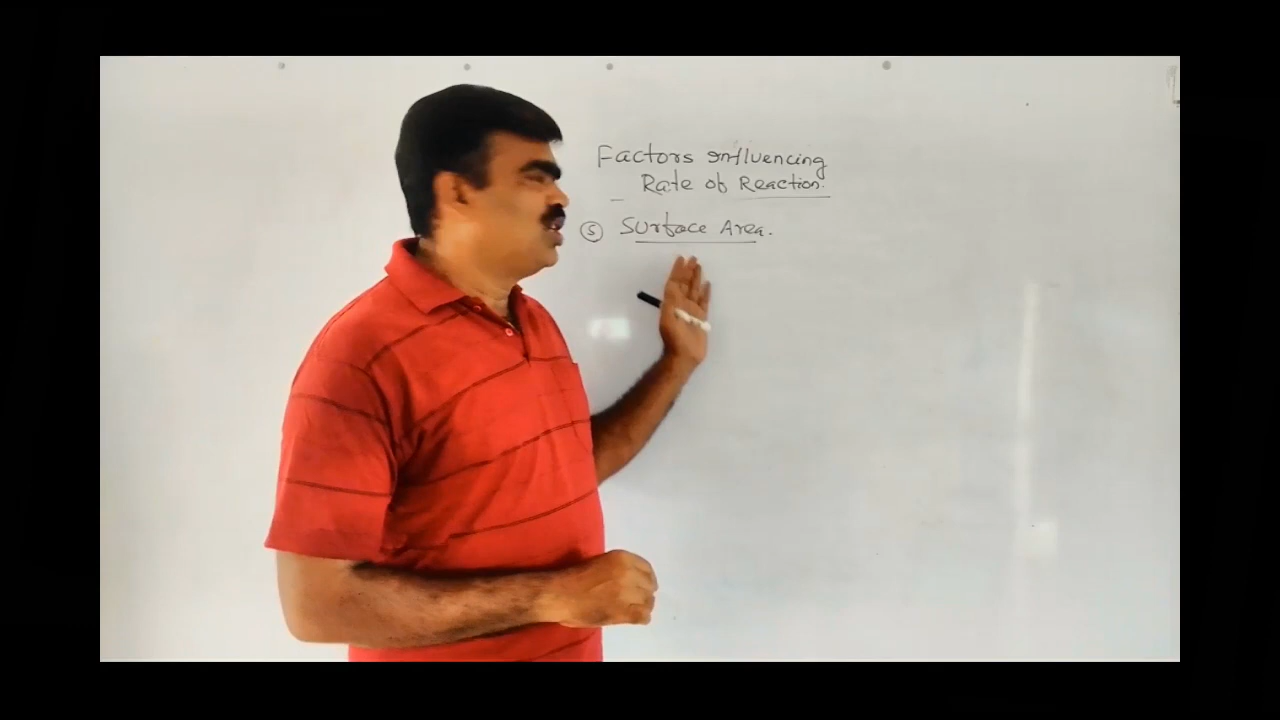 Factors Influencing
Rate of Reaction.
⑤ Surface Area.